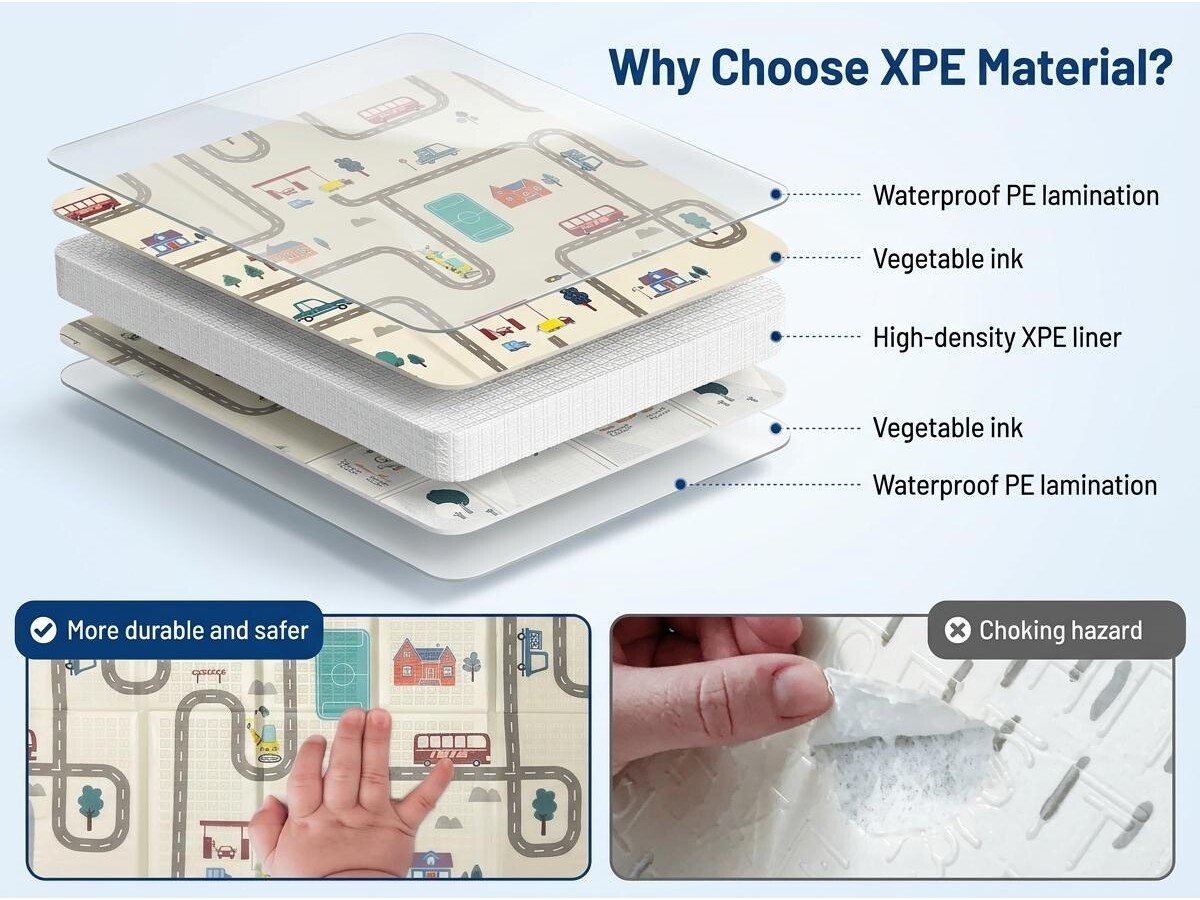 Why Choose XPE Material?
Waterproof PE lamination
Vegetable ink
High-density XPE liner
Vegetable ink
Waterproof PE lamination
More durable and safer
Choking hazard